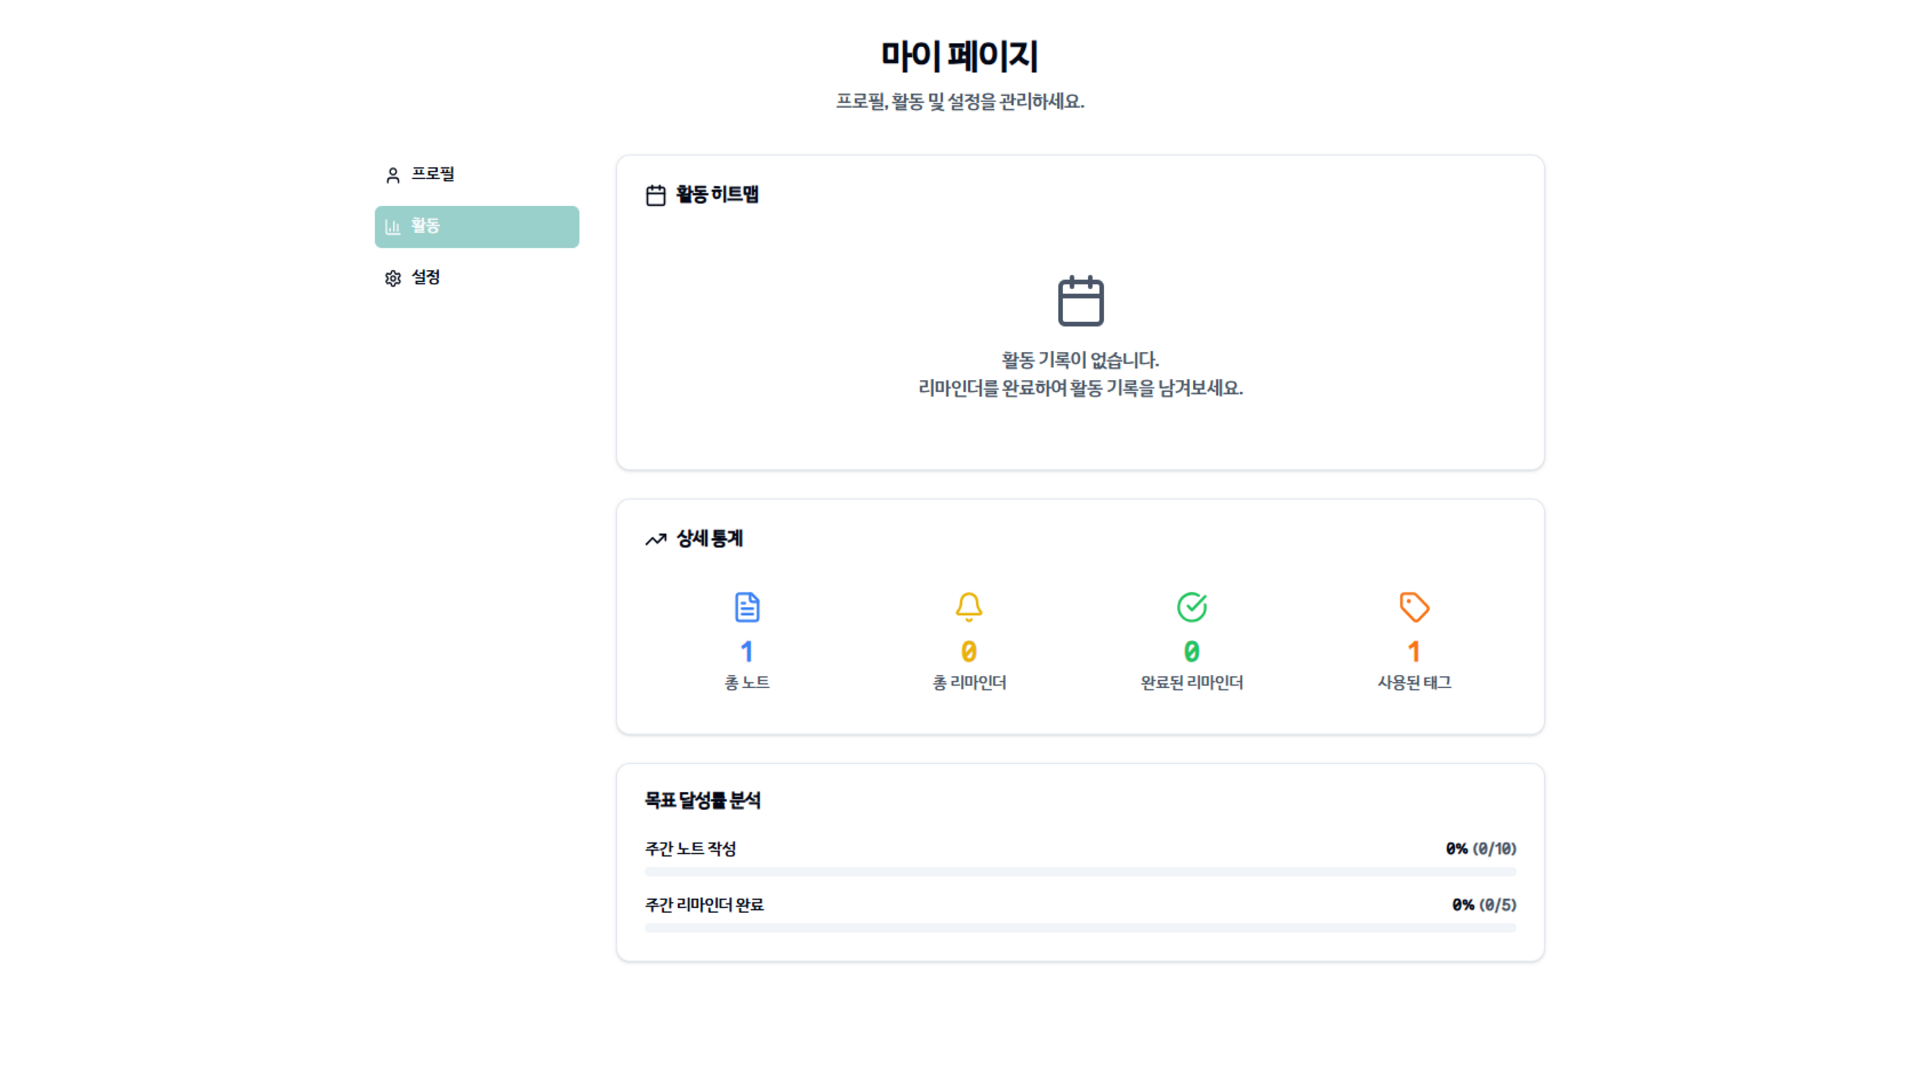 마이 페이지
프로필, 활동 및 설정을 관리하세요.
프로필
활동
설정
활동 히트맵
활동 기록이 없습니다.
리마인더를 완료하여 활동 기록을 남겨보세요.
상세 통계
1
총 노트
0
총 리마인더
0
완료된 리마인더
1
사용된 태그
목표 달성률 분석
주간 노트 작성 0% (0/10)
주간 리마인더 완료 0% (0/5)